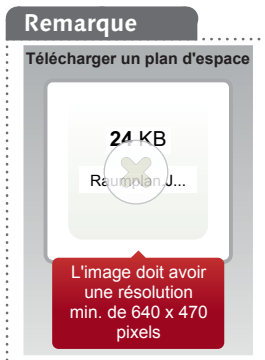 Remarque
Télécharger un plan d'espace
24 KB
Raumplan.J...
L'image doit avoir
une résolution
min. de 640 x 470
pixels